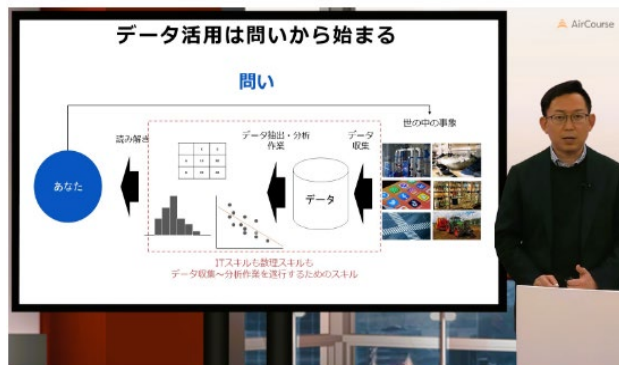 データ活用は問いから始まる
AirCourse
問い
世の中の事象
読み解き
データ抽出・分析
作業
データ
収集
あなた
データ
ITスキルも数理スキルも
データ収集～分析作業を遂行するためのスキル